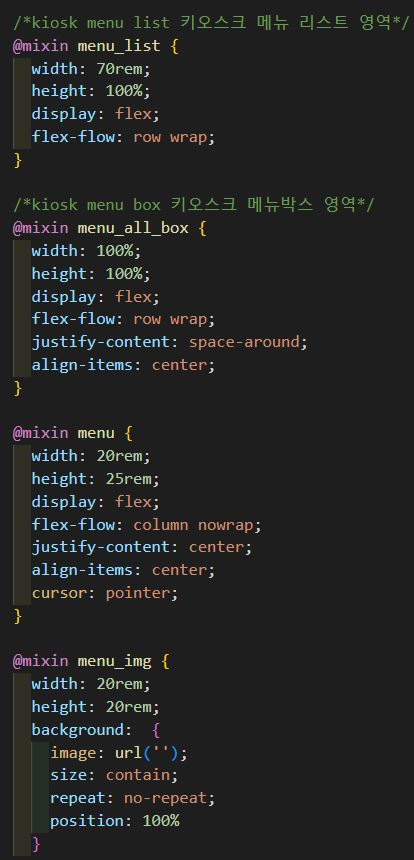 /*kiosk menu list 키오스크 메뉴 리스트 영역*/
@mixin menu_list {
  width: 70rem;
  height: 100%;
  display: flex;
  flex-flow: row wrap;
}

/*kiosk menu box 키오스크 메뉴박스 영역*/
@mixin menu_all_box {
  width: 100%;
  height: 100%;
  display: flex;
  flex-flow: row wrap;
  justify-content: space-around;
  align-items: center;
}

@mixin menu {
  width: 20rem;
  height: 25rem;
  display: flex;
  flex-flow: column nowrap;
  justify-content: center;
  align-items: center;
  cursor: pointer;
}

@mixin menu_img {
  width: 20rem;
  height: 20rem;
  background:  {
    image: url('');
    size: contain;
    repeat: no-repeat;
    position: 100%
  }